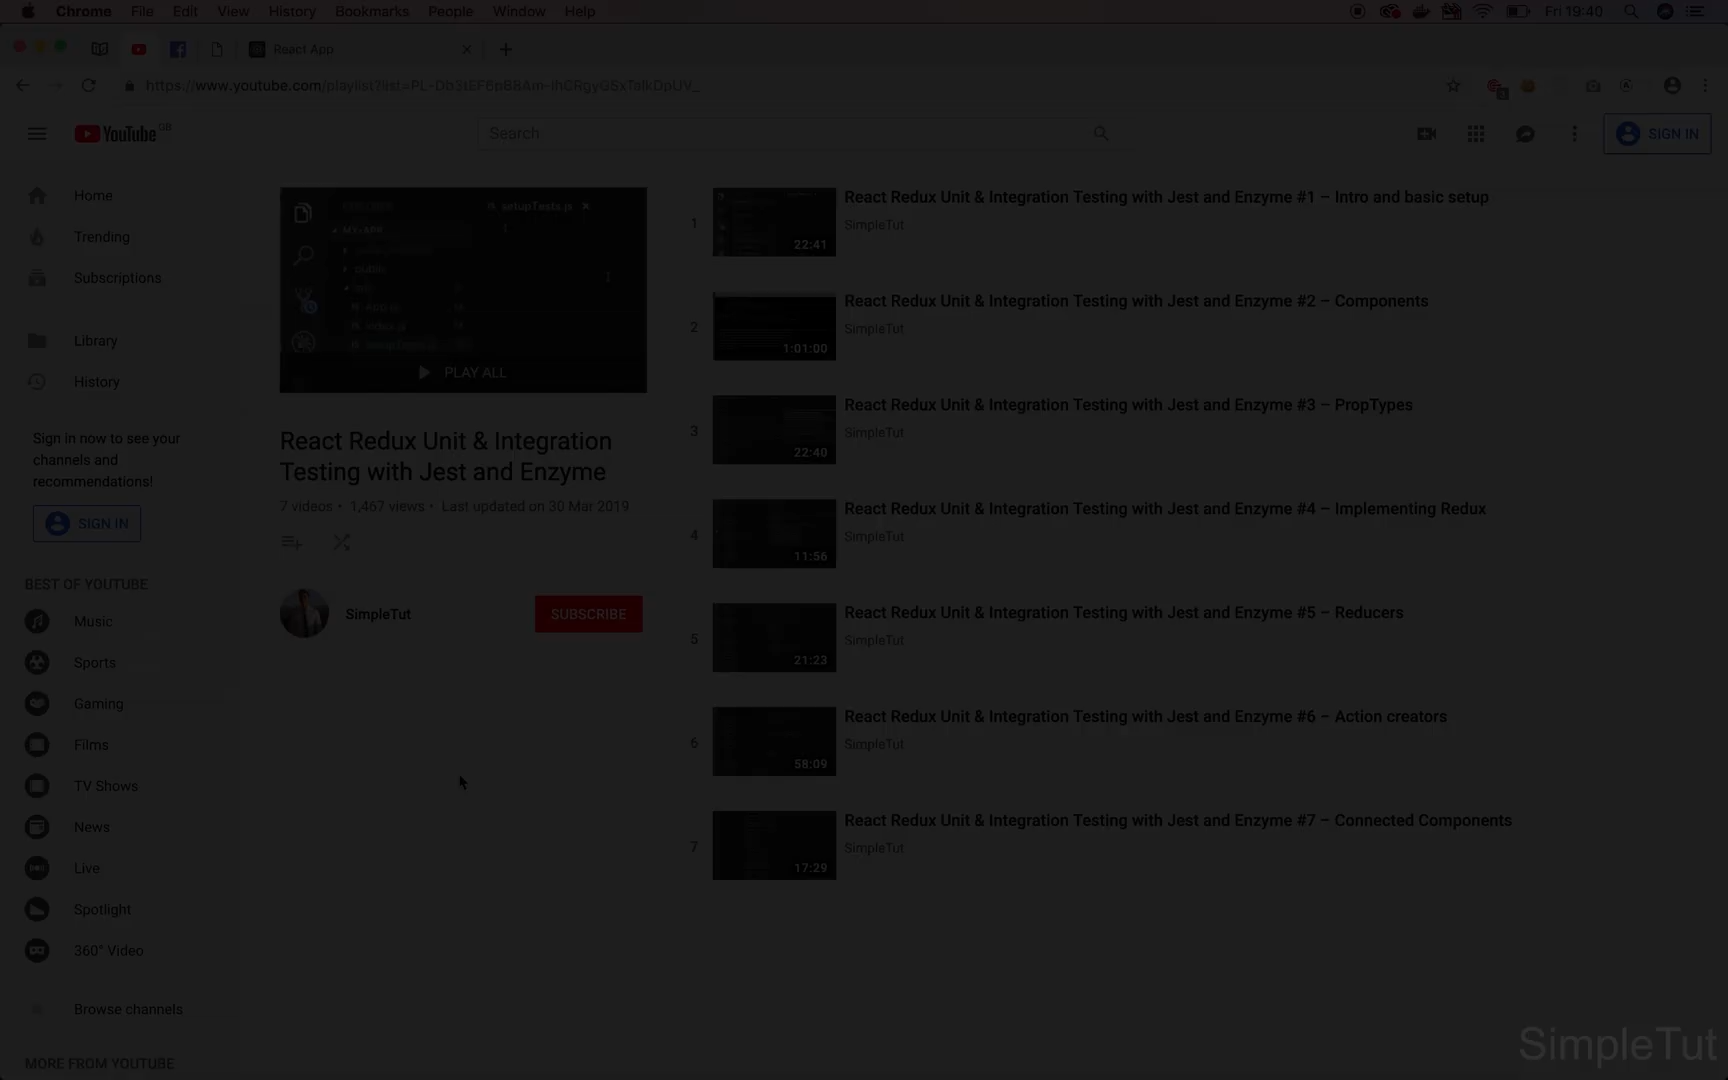 Chrome File Edit View History Bookmarks People Window Help
Fri 19:40
React App
https://www.youtube.com/playlist?list=
YouTube GB
Search
SIGN IN
Home
Trending
Subscriptions
Library
History
Sign in now to see your
channels and
recommendations!
SIGN IN
BEST OF YOUTUBE
Music
Sports
Gaming
Films
TV Shows
News
Live
Spotlight
360° Video
Browse channels
MORE FROM YOUTUBE
setupTests.js
MY-APP
App.js
index.js
PLAY ALL
React Redux Unit & Integration
Testing with Jest and Enzyme
7 videos • 1,467 views • Last updated on 30 Mar 2019
SimpleTut
SUBSCRIBE
1
22:41
React Redux Unit & Integration Testing with Jest and Enzyme #1 – Intro and basic setup
SimpleTut
2
1:01:00
React Redux Unit & Integration Testing with Jest and Enzyme #2 – Components
SimpleTut
3
22:40
React Redux Unit & Integration Testing with Jest and Enzyme #3 – PropTypes
SimpleTut
4
11:56
React Redux Unit & Integration Testing with Jest and Enzyme #4 – Implementing Redux
SimpleTut
5
21:23
React Redux Unit & Integration Testing with Jest and Enzyme #5 – Reducers
SimpleTut
6
58:09
React Redux Unit & Integration Testing with Jest and Enzyme #6 – Action creators
SimpleTut
7
17:29
React Redux Unit & Integration Testing with Jest and Enzyme #7 – Connected Components
SimpleTut
SimpleTut